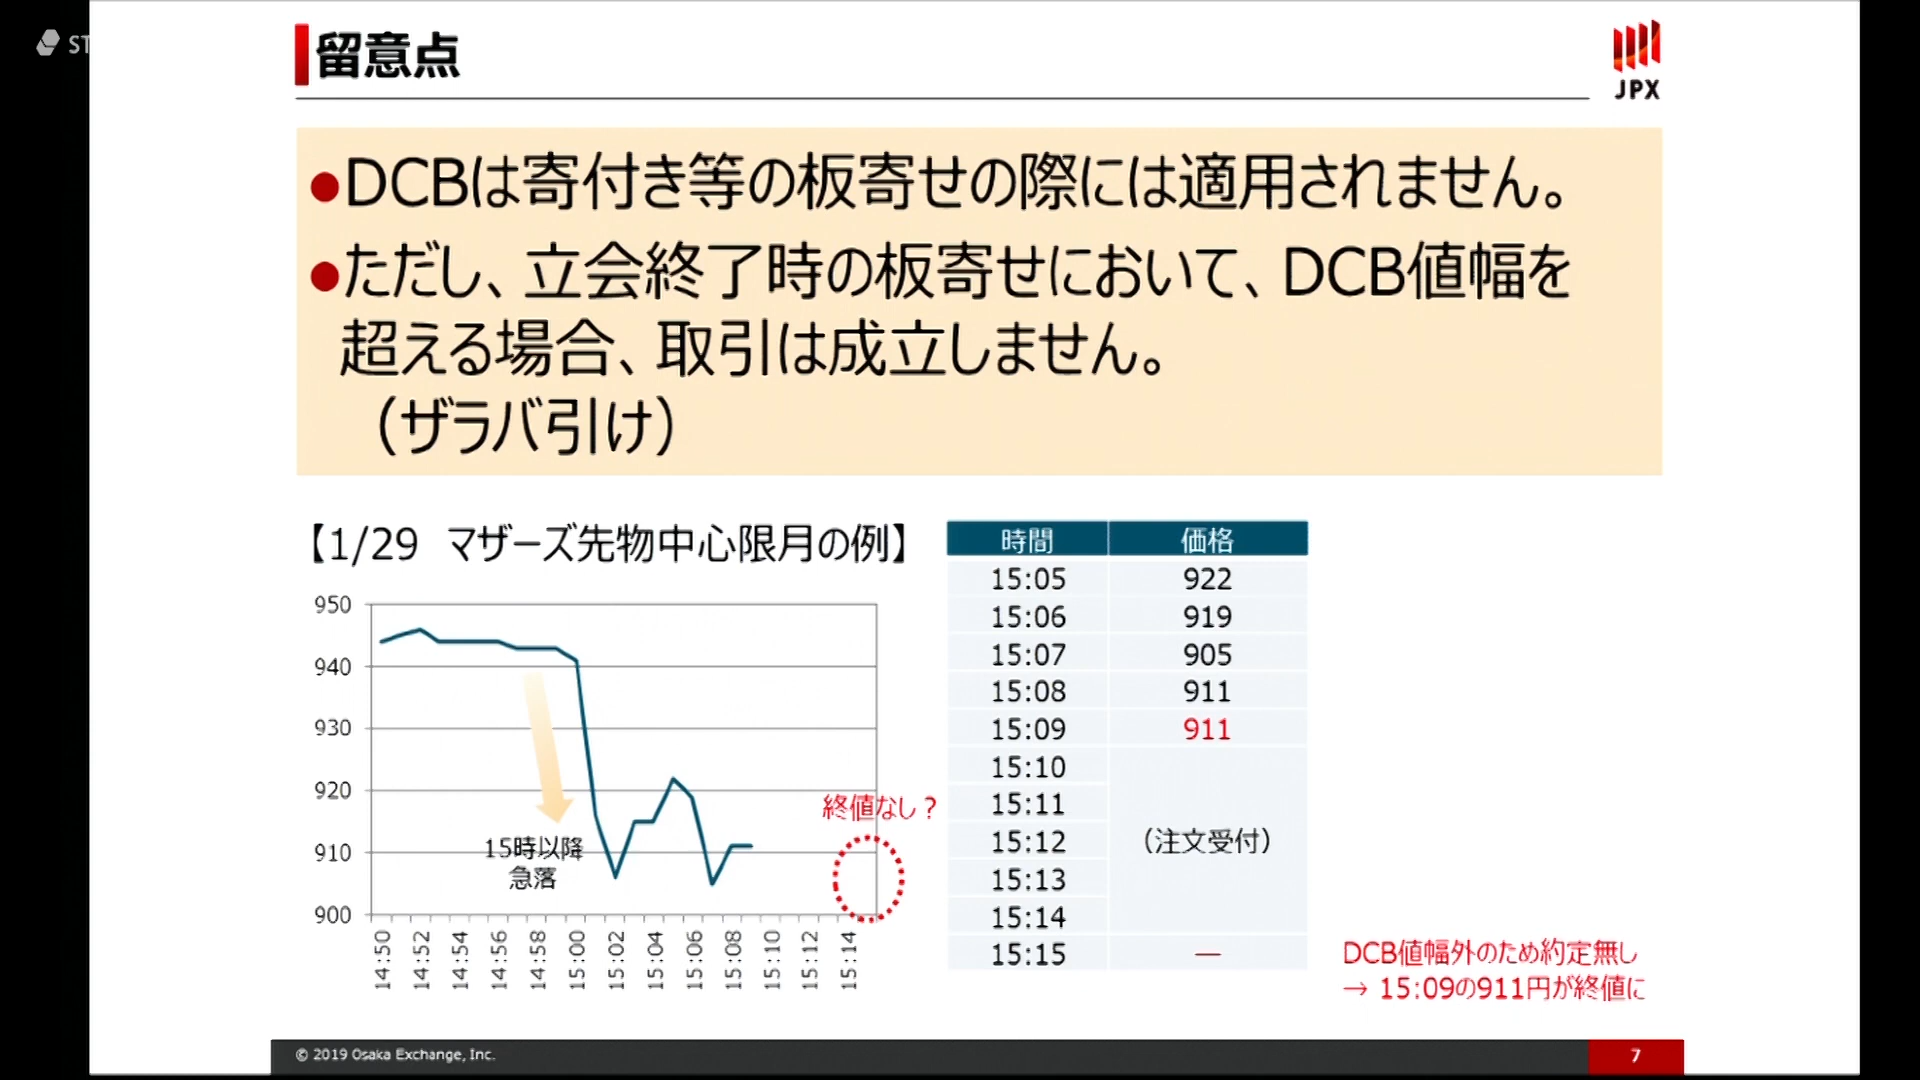 ST
留意点
JPX
●DCBは寄付き等の板寄せの際には適用されません。
●ただし、立会終了時の板寄せにおいて、DCB値幅を
超える場合、取引は成立しません。
（ザラバ引け）
【1/29　マザーズ先物中心限月の例】
950
940
930
920
910
900
15時以降
急落
終値なし？
14:50
14:52
14:54
14:56
14:58
15:00
15:02
15:04
15:06
15:08
15:10
15:12
15:14
時間 価格
15:05 922
15:06 919
15:07 905
15:08 911
15:09 911
15:10
15:11
15:12 （注文受付）
15:13
15:14
15:15 ―
DCB値幅外のため約定無し
→ 15:09の911円が終値に
© 2019 Osaka Exchange, Inc.
7